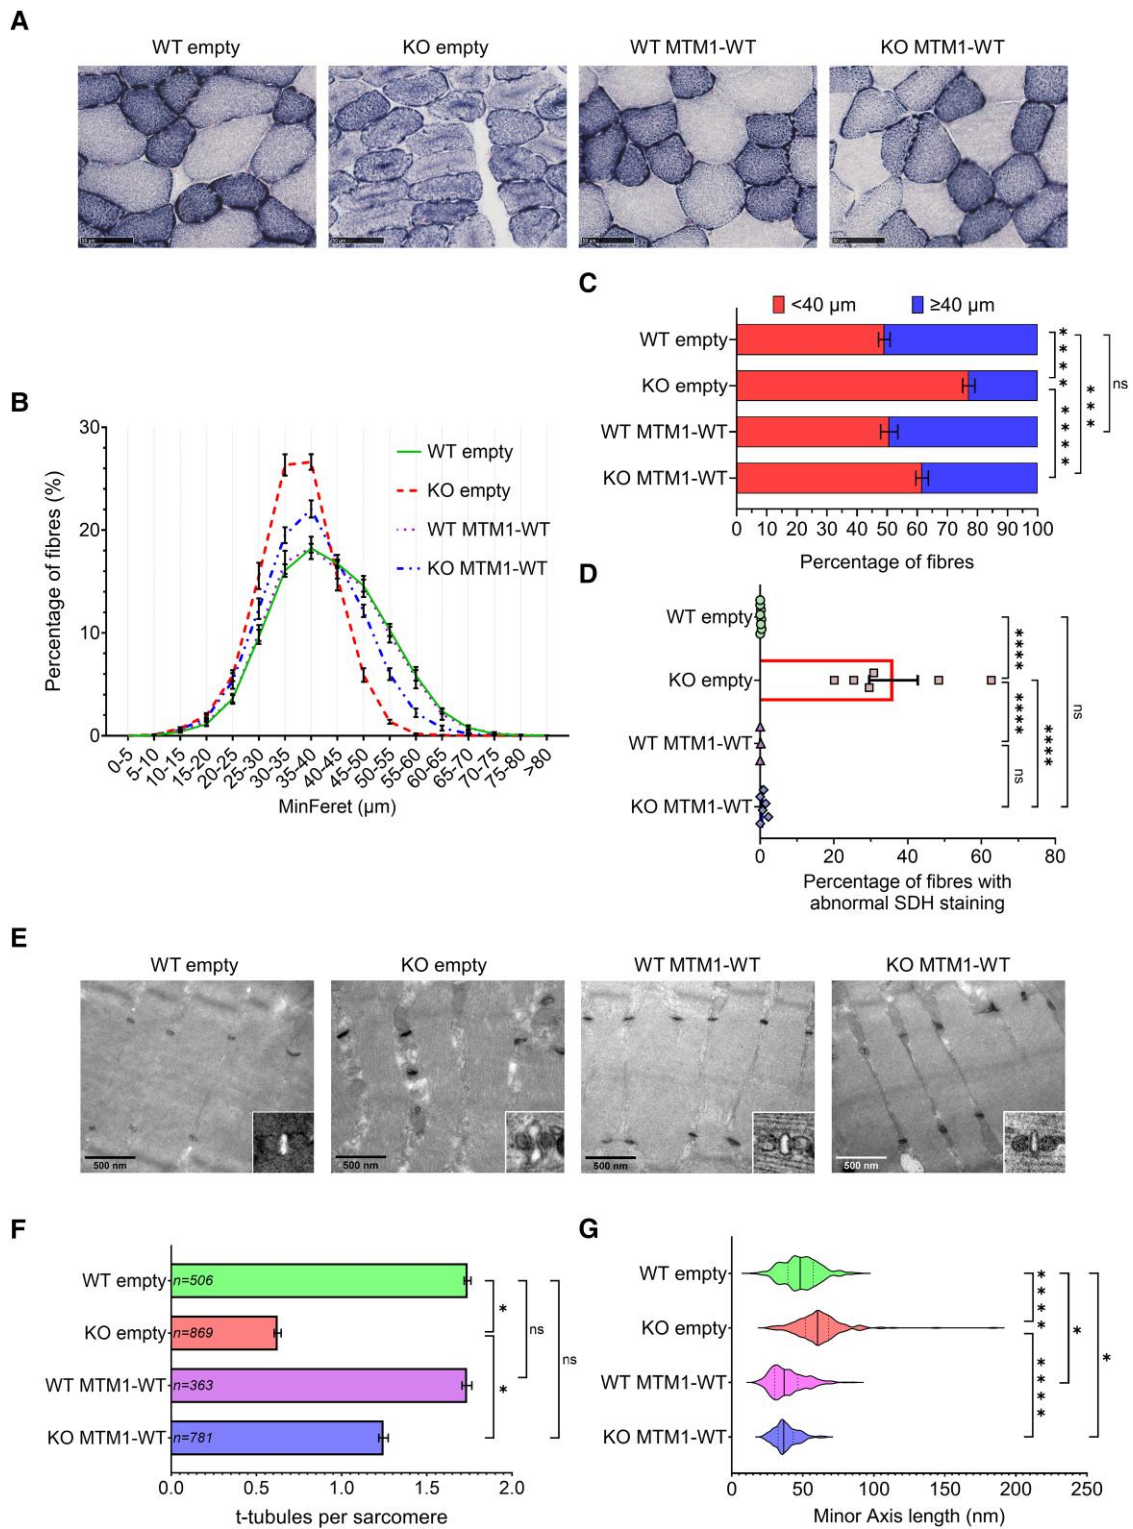 A
WT empty
KO empty
WT MTM1-WT
KO MTM1-WT
C
<40 µm
≥40 µm
WT empty
KO empty
WT MTM1-WT
KO MTM1-WT
****
****
***
ns
0 10 20 30 40 50 60 70 80 90 100
Percentage of fibres
B
Percentage of fibres (%)
30
20
10
0
WT empty
KO empty
WT MTM1-WT
KO MTM1-WT
0-5
5-10
10-15
15-20
20-25
25-30
30-35
35-40
40-45
45-50
50-55
55-60
60-65
65-70
70-75
75-80
>80
MinFeret (µm)
D
WT empty
KO empty
WT MTM1-WT
KO MTM1-WT
****
****
ns
****
ns
0 20 40 60 80
Percentage of fibres with
abnormal SDH staining
E
WT empty
KO empty
WT MTM1-WT
KO MTM1-WT
500 nm
500 nm
500 nm
500 nm
F
WT empty
KO empty
WT MTM1-WT
KO MTM1-WT
n=506
n=869
n=363
n=781
*
*
ns
ns
0.0 0.5 1.0 1.5 2.0
t-tubules per sarcomere
G
WT empty
KO empty
WT MTM1-WT
KO MTM1-WT
****
****
*
*
0 50 100 150 200 250
Minor Axis length (nm)